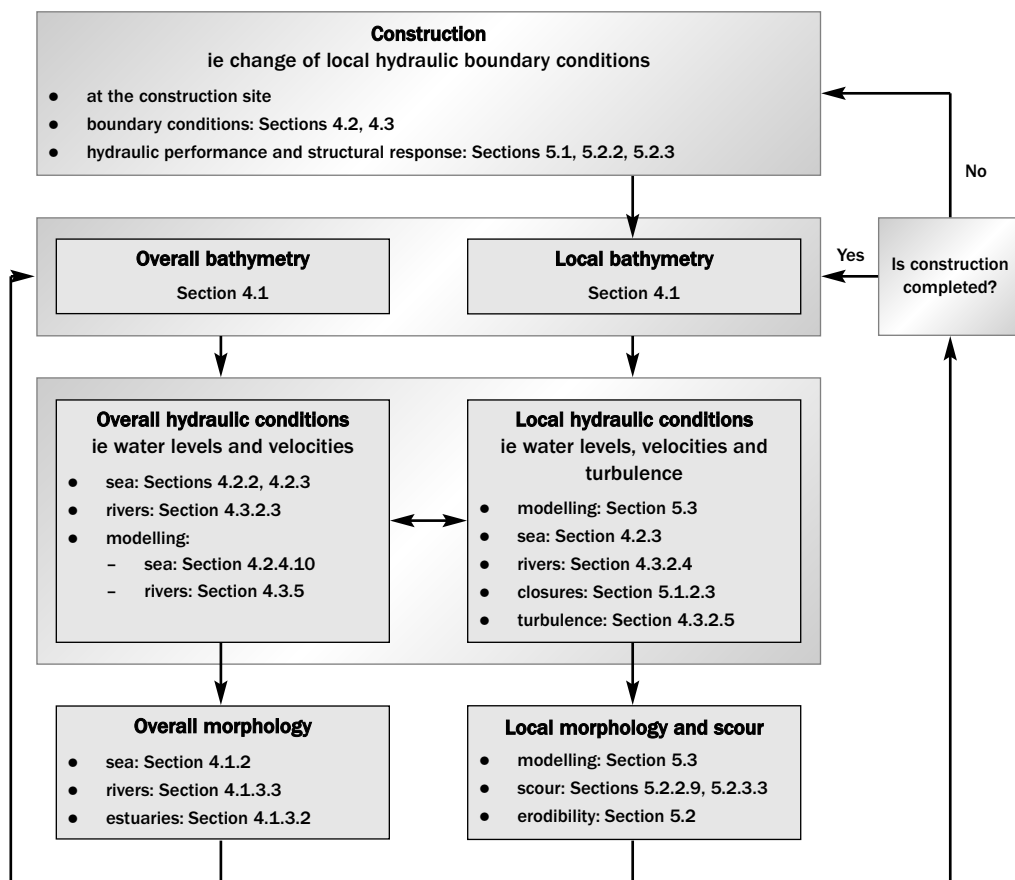 Construction
ie change of local hydraulic boundary conditions
● at the construction site
● boundary conditions: Sections 4.2, 4.3
● hydraulic performance and structural response: Sections 5.1, 5.2.2, 5.2.3
No
Overall bathymetry
Section 4.1
Local bathymetry
Section 4.1
Yes
Is construction
completed?
Overall hydraulic conditions
ie water levels and velocities
● sea: Sections 4.2.2, 4.2.3
● rivers: Section 4.3.2.3
● modelling:
– sea: Section 4.2.4.10
– rivers: Section 4.3.5
Local hydraulic conditions
ie water levels, velocities and
turbulence
● modelling: Section 5.3
● sea: Section 4.2.3
● rivers: Section 4.3.2.4
● closures: Section 5.1.2.3
● turbulence: Section 4.3.2.5
Overall morphology
● sea: Section 4.1.2
● rivers: Section 4.1.3.3
● estuaries: Section 4.1.3.2
Local morphology and scour
● modelling: Section 5.3
● scour: Sections 5.2.2.9, 5.2.3.3
● erodibility: Section 5.2